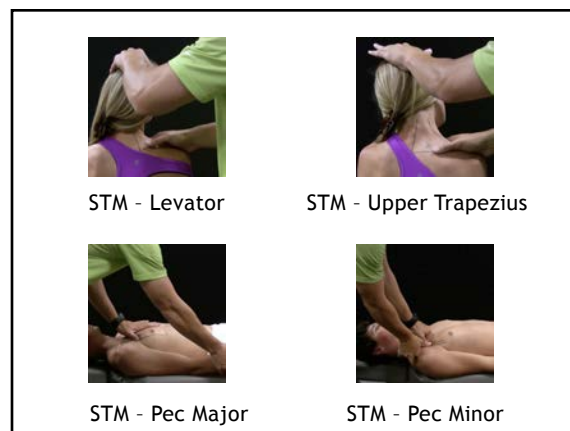 STM – Levator
STM – Upper Trapezius
STM – Pec Major
STM – Pec Minor